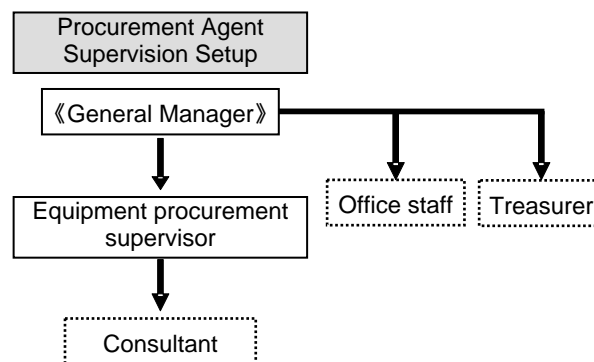 Procurement Agent
Supervision Setup
《General Manager》
Office staff
Treasurer
Equipment procurement
supervisor
Consultant